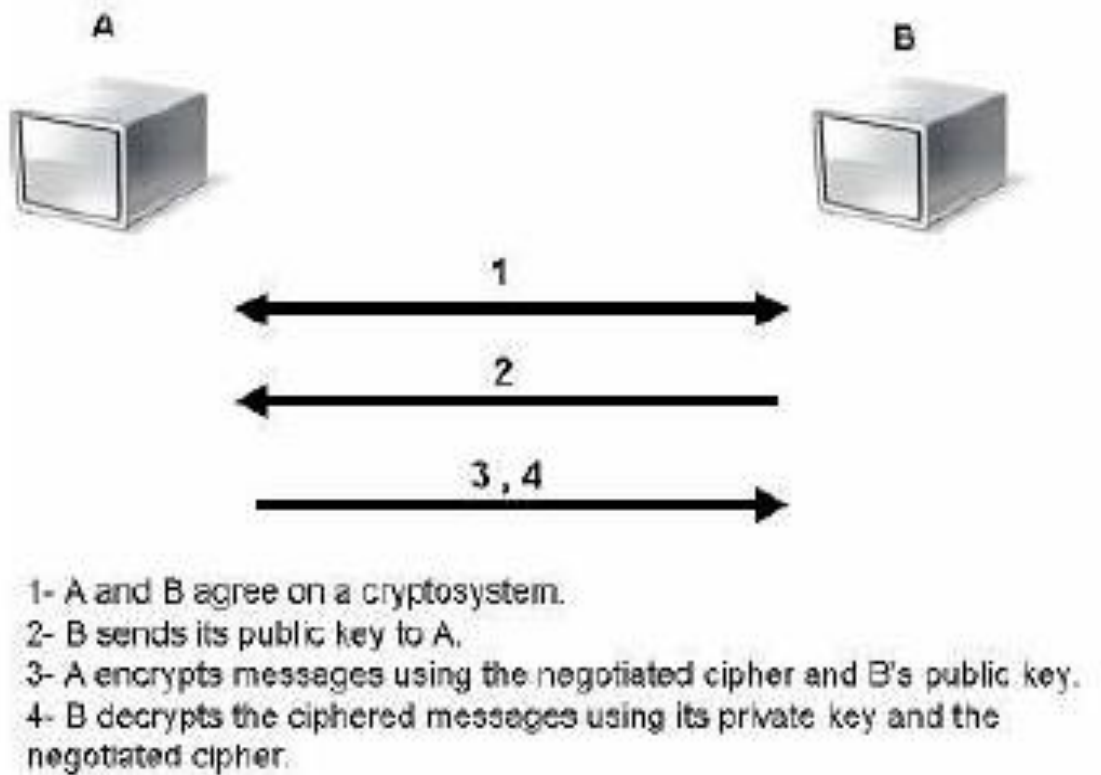 A
B
1
2
3 , 4
1- A and B agree on a cryptosystem.
2- B sends its public key to A.
3- A encrypts messages using the negotiated cipher and B's public key.
4- B decrypts the ciphered messages using its private key and the
negotiated cipher.